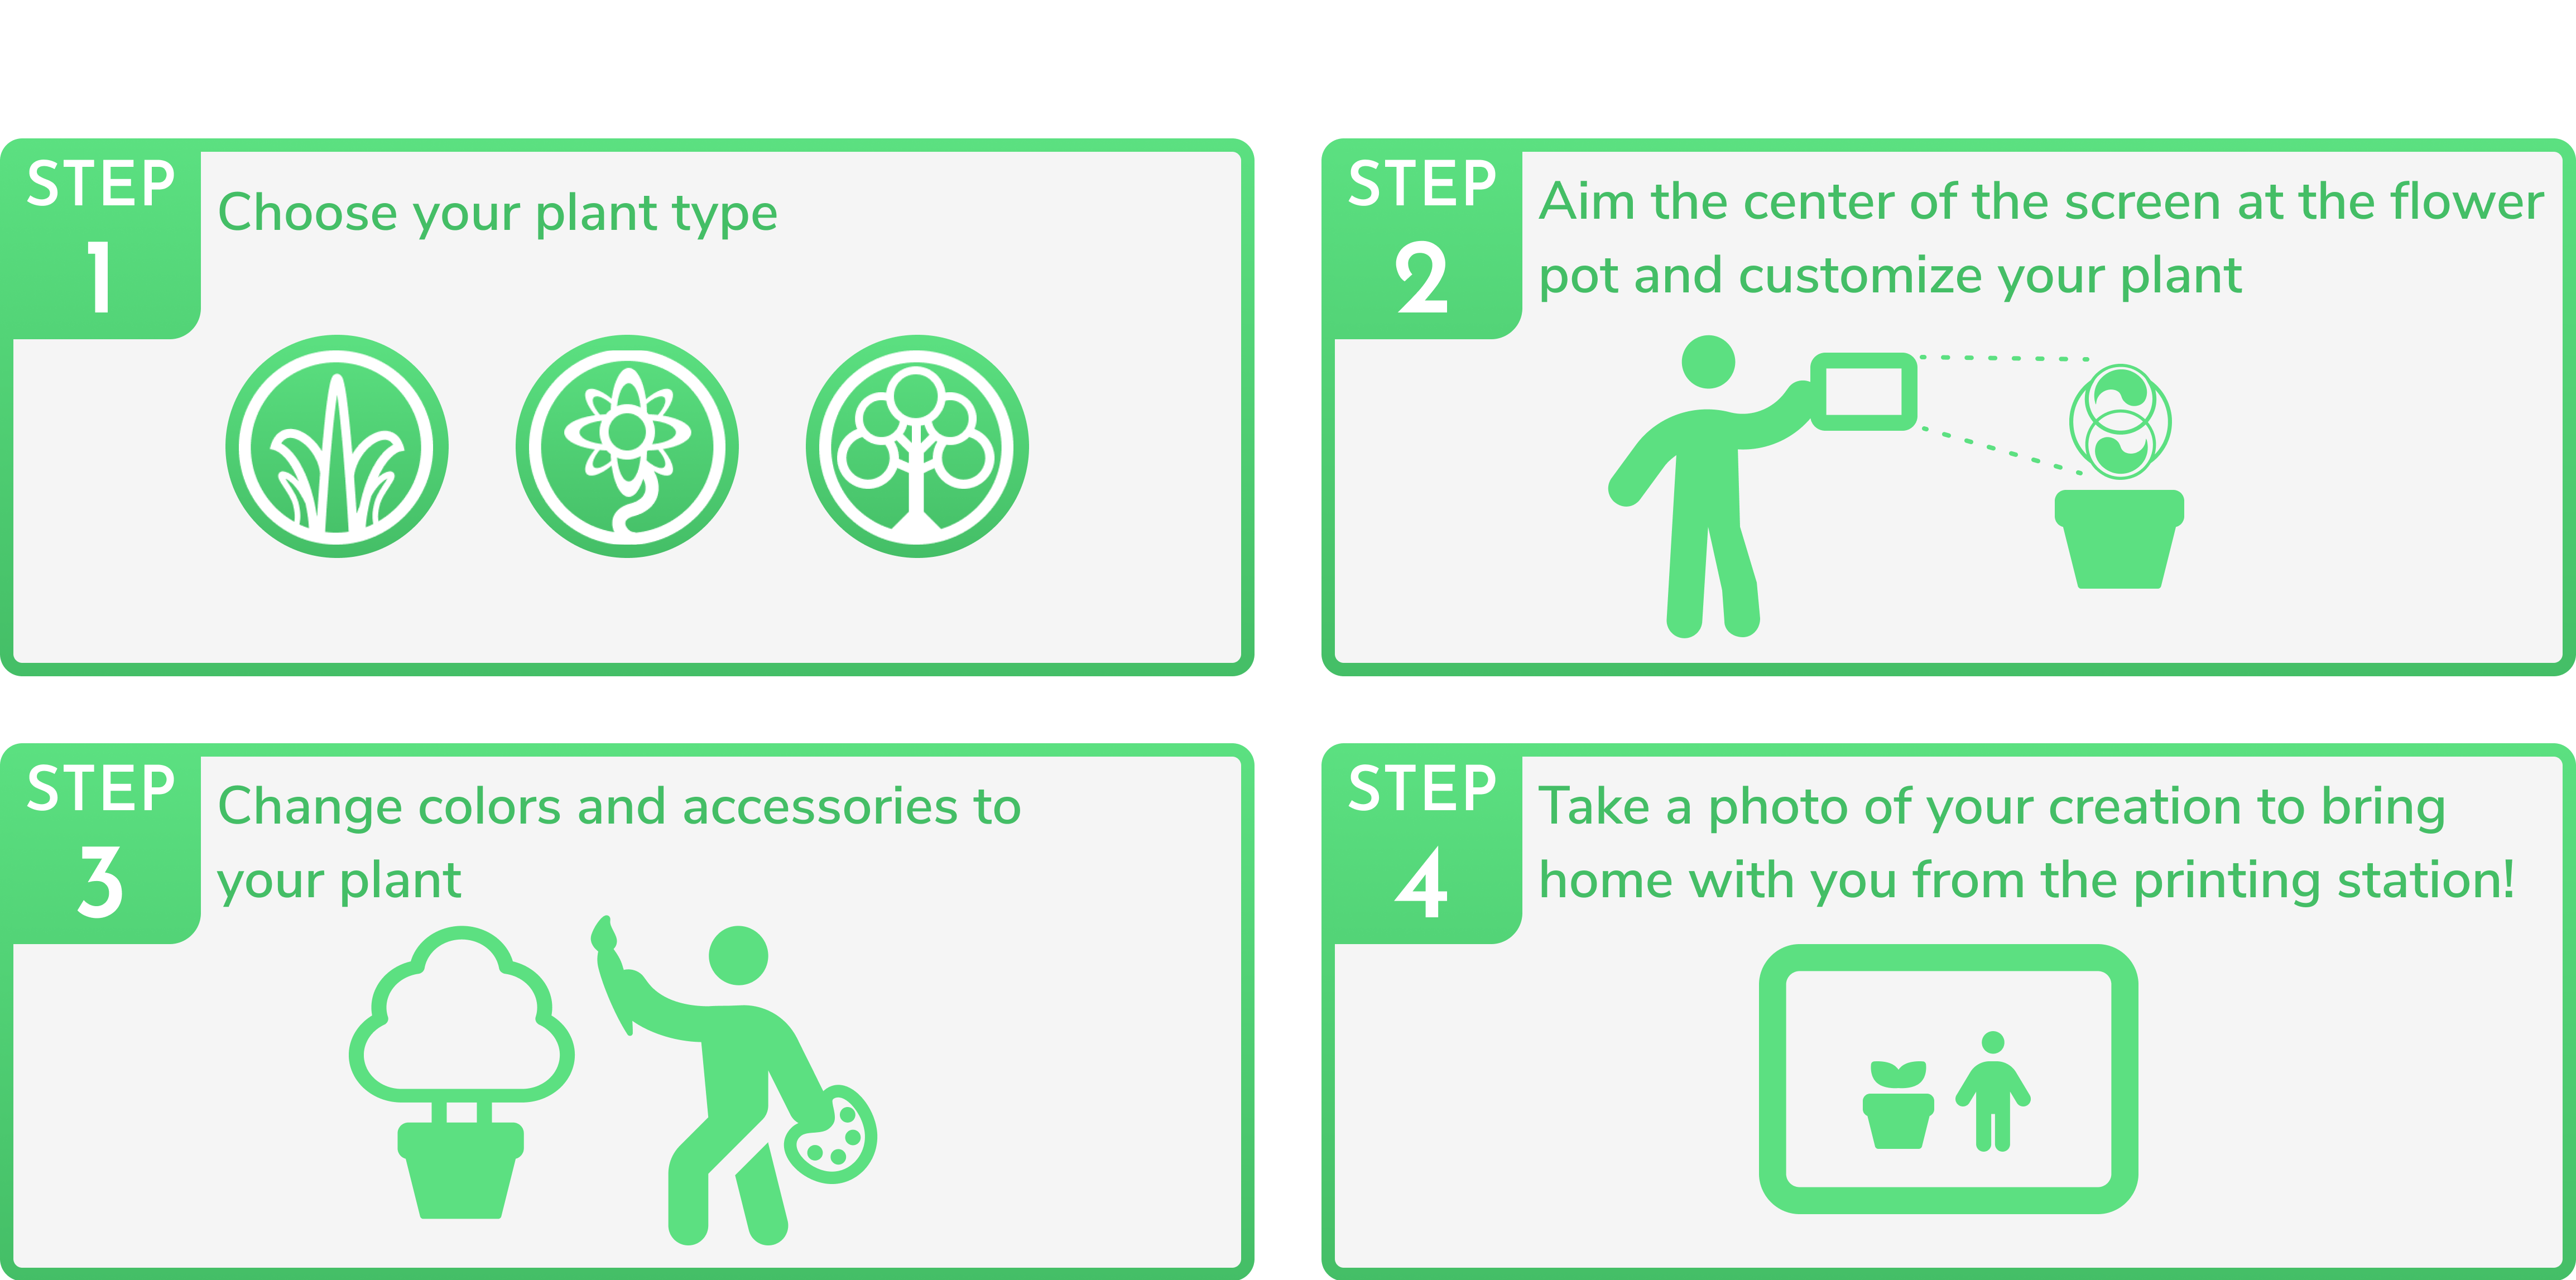 STEP
1
Choose your plant type
STEP
2
Aim the center of the screen at the flower
pot and customize your plant
STEP
3
Change colors and accessories to
your plant
STEP
4
Take a photo of your creation to bring
home with you from the printing station!